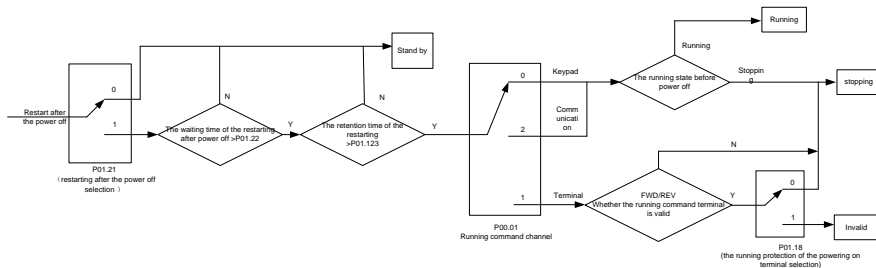 Running
Running
Stand by
0
N
N
Restart after
the power off
1
The waiting time of the restarting
after power off >P01.22
Y
The retention time of the
restarting
>P01.123
Y
P01.21
（restarting after the power off
selection ）
0
Keypad
Comm
unicati
on
2
1
Terminal
P00.01
Running command channel
The running state before
power off
Stoppin
g
stopping
N
FWD/REV
Whether the running command terminal
is valid
Y
0
1
Invalid
P01.18
(the running protection of the powering on
terminal selection)